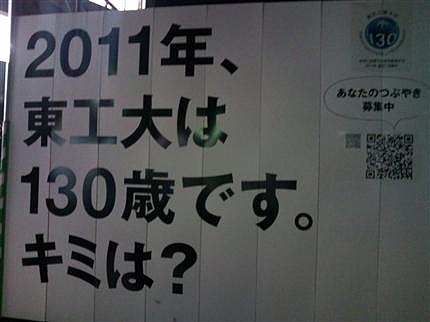 2011年、
東工大は
130歳です。
キミは?
130
あなたのつぶやき
募集中